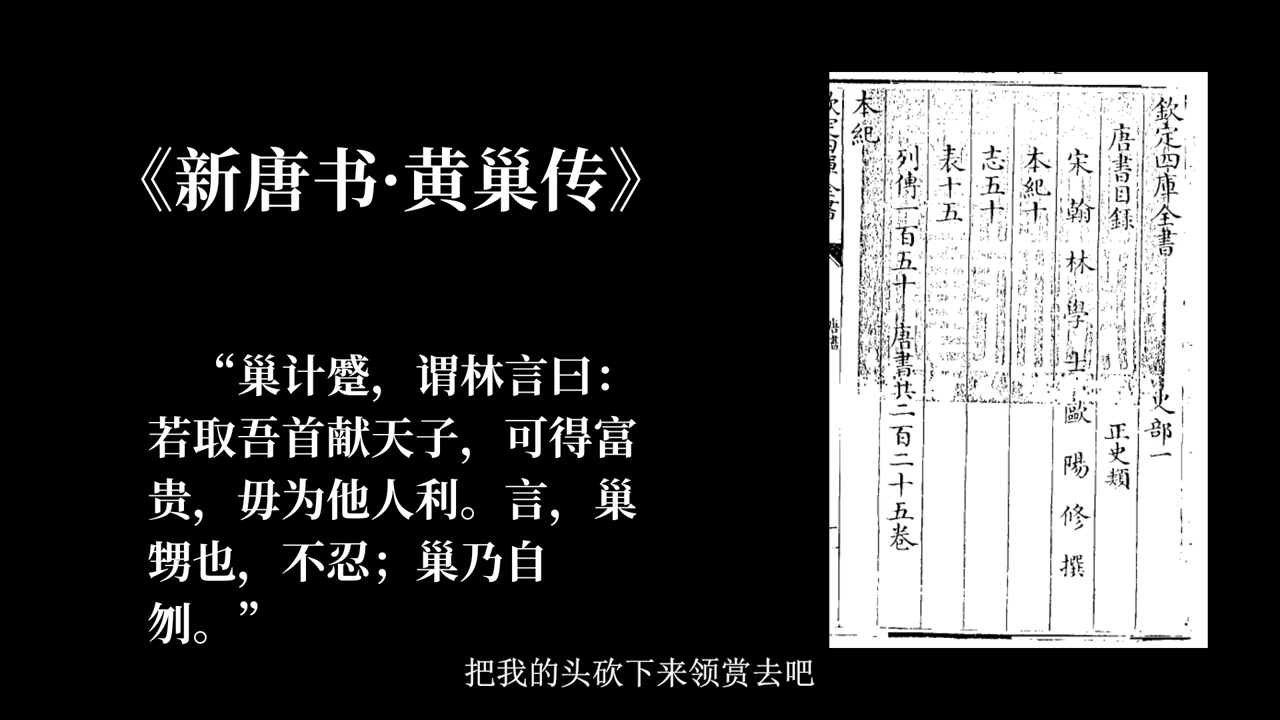 《新唐书·黄巢传》
“巢计蹙，谓林言曰：
若取吾首献天子，可得富
贵，毋为他人利。言，巢
甥也，不忍；巢乃自
刎。”
欽定四庫全書
史部一
唐書目録
正史類
宋翰林學士歐陽修撰
本紀十
志五十
表十五
列傳一百五十
唐書共二百二十五卷
本紀
把我的头砍下来领赏去吧